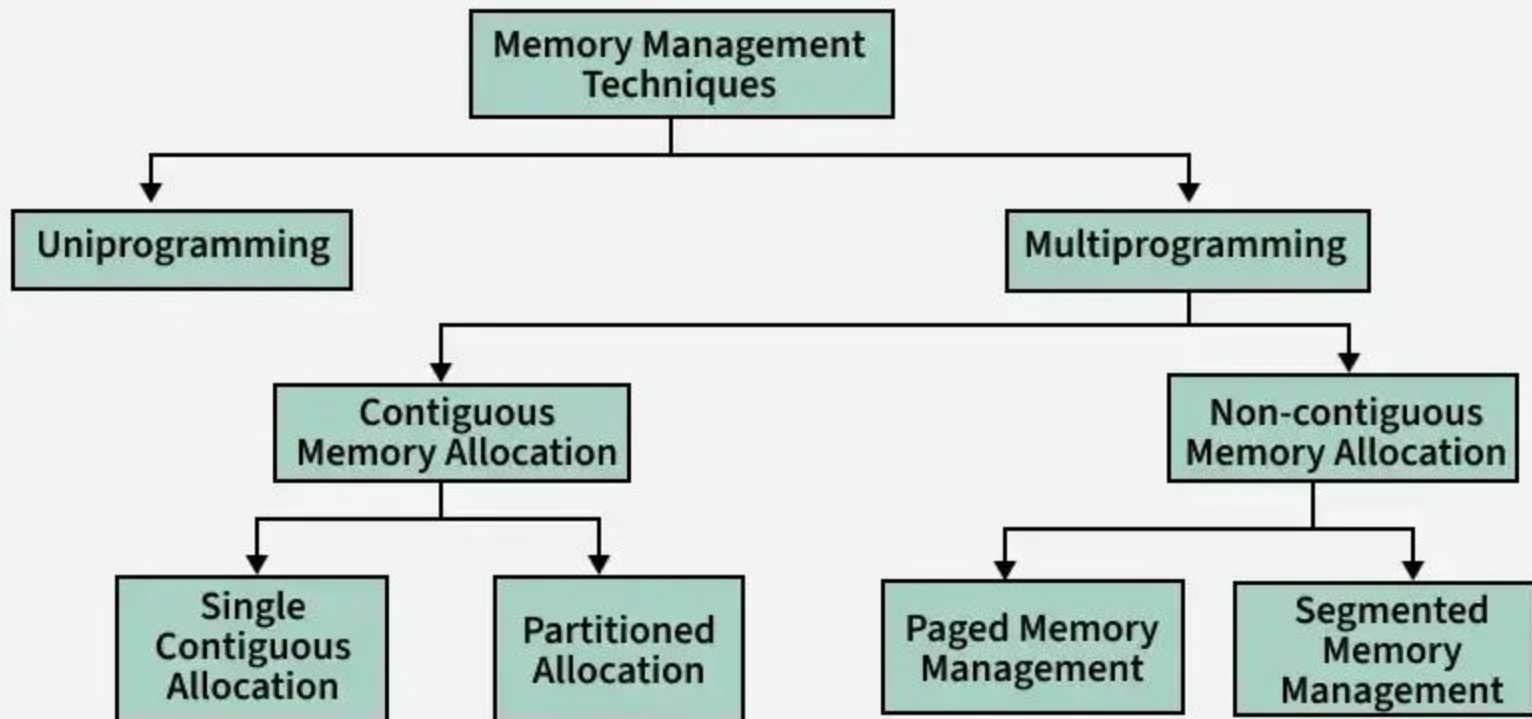 Memory Management
Techniques
Uniprogramming
Multiprogramming
Contiguous
Memory Allocation
Non-contiguous
Memory Allocation
Single
Contiguous
Allocation
Partitioned
Allocation
Paged Memory
Management
Segmented
Memory
Management